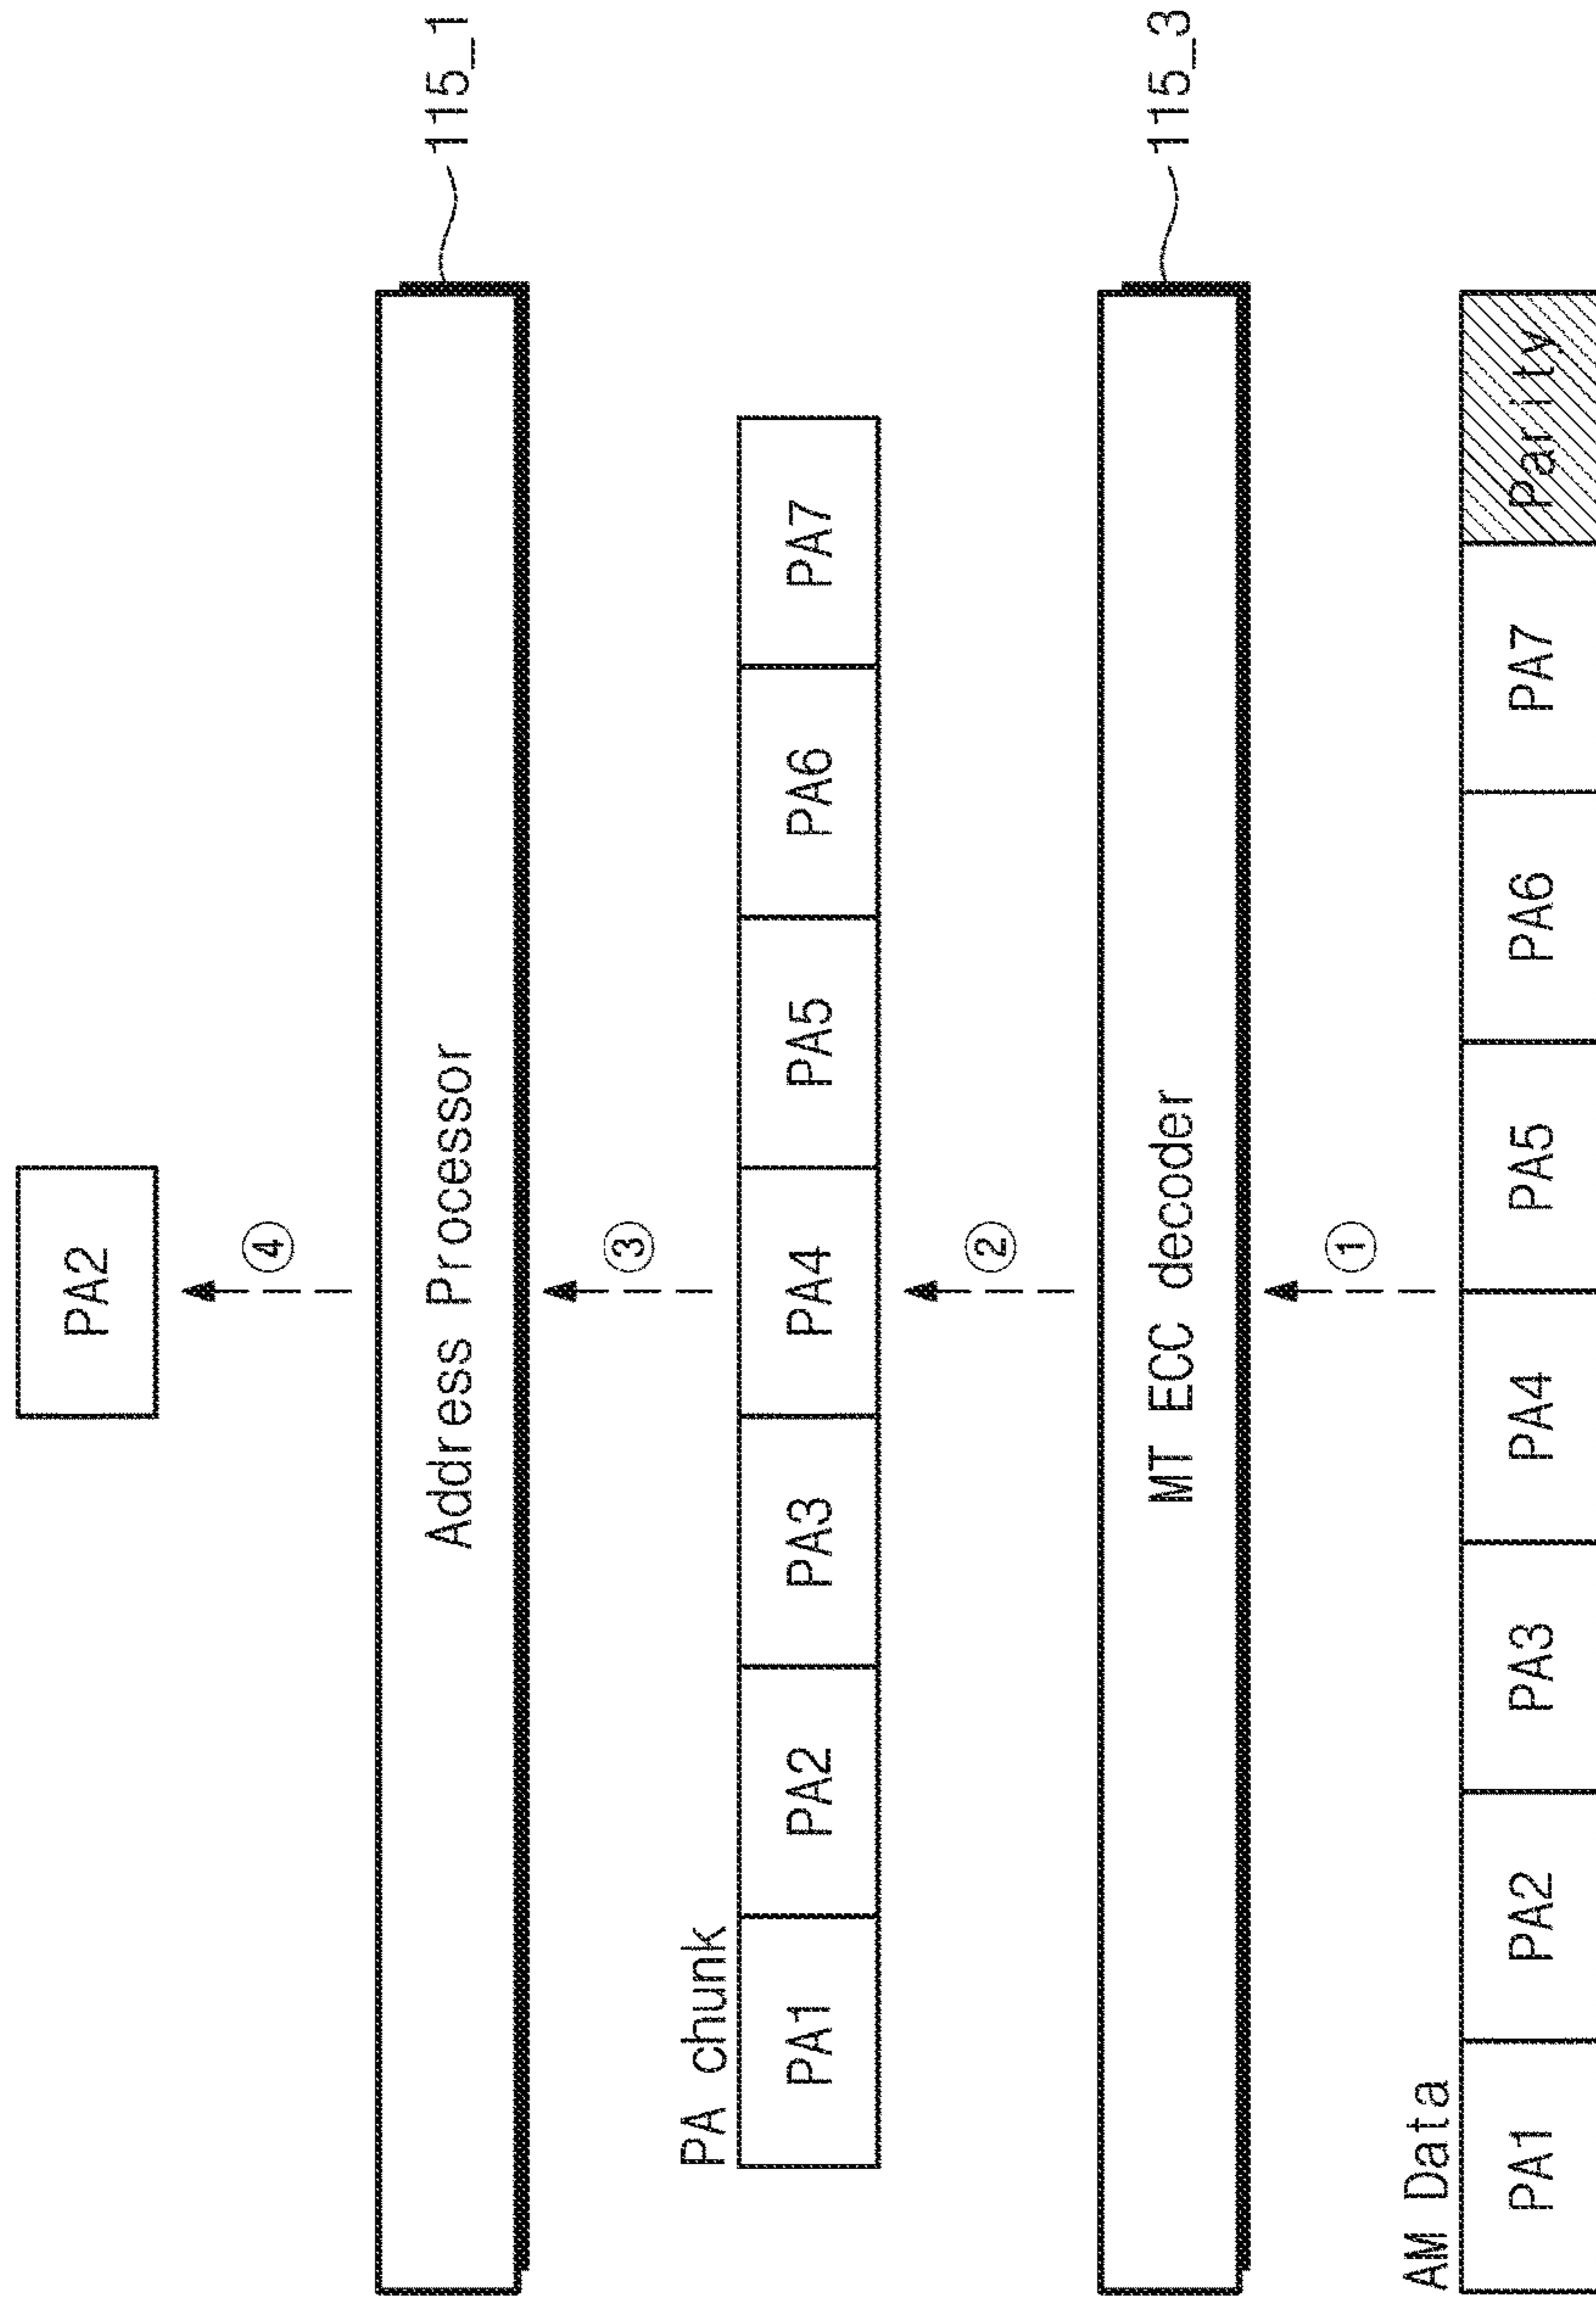 PA2
④
Address Processor
115_1
③
PA chunk
PA1 PA2 PA3 PA4 PA5 PA6 PA7
②
MT ECC decoder
115_3
①
AM Data
PA1 PA2 PA3 PA4 PA5 PA6 PA7 Parity